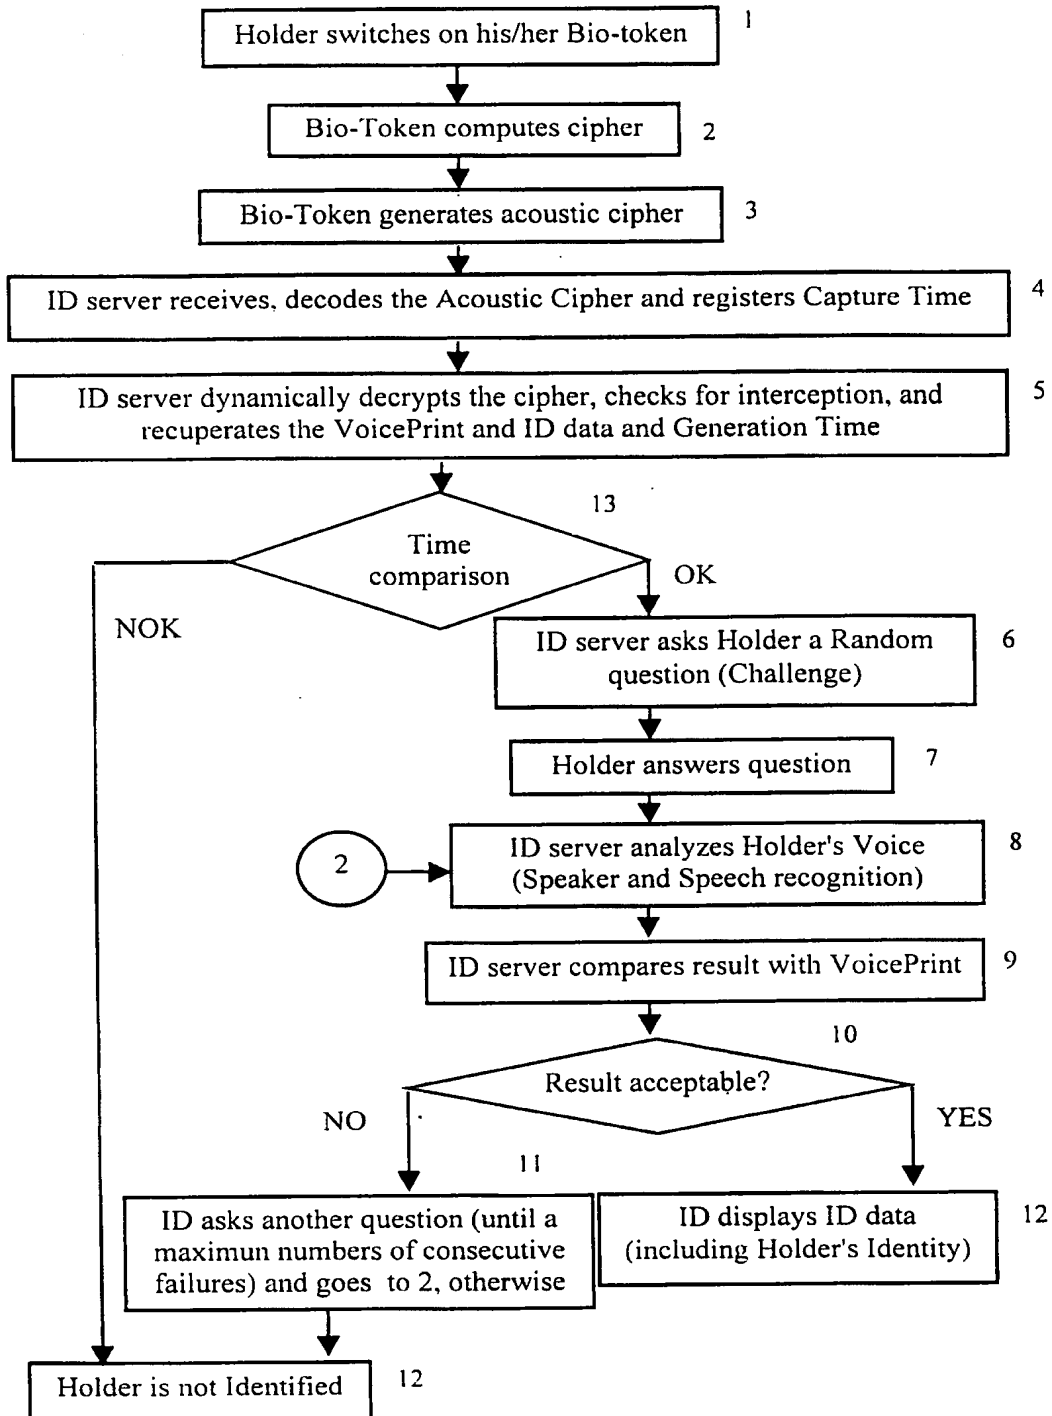 Holder switches on his/her Bio-token
1
Bio-Token computes cipher
2
Bio-Token generates acoustic cipher
3
ID server receives, decodes the Acoustic Cipher and registers Capture Time
4
ID server dynamically decrypts the cipher, checks for interception, and
recuperates the VoicePrint and ID data and Generation Time
5
13
Time
comparison
OK
NOK
ID server asks Holder a Random
question (Challenge)
6
Holder answers question
7
2
ID server analyzes Holder's Voice
(Speaker and Speech recognition)
8
ID server compares result with VoicePrint
9
10
Result acceptable?
NO
YES
11
ID asks another question (until a
maximun numbers of consecutive
failures) and goes to 2, otherwise
ID displays ID data
(including Holder's Identity)
12
Holder is not Identified
12